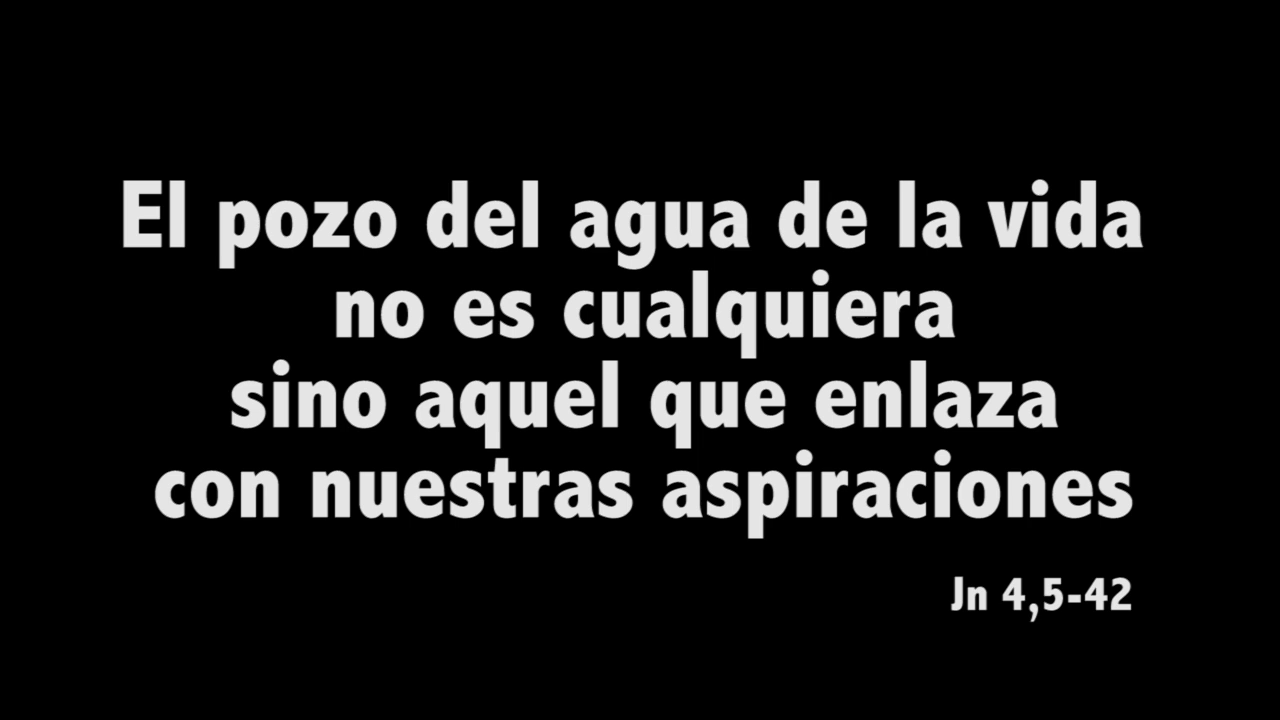 El pozo del agua de la vida
no es cualquiera
sino aquel que enlaza
con nuestras aspiraciones
Jn 4,5-42